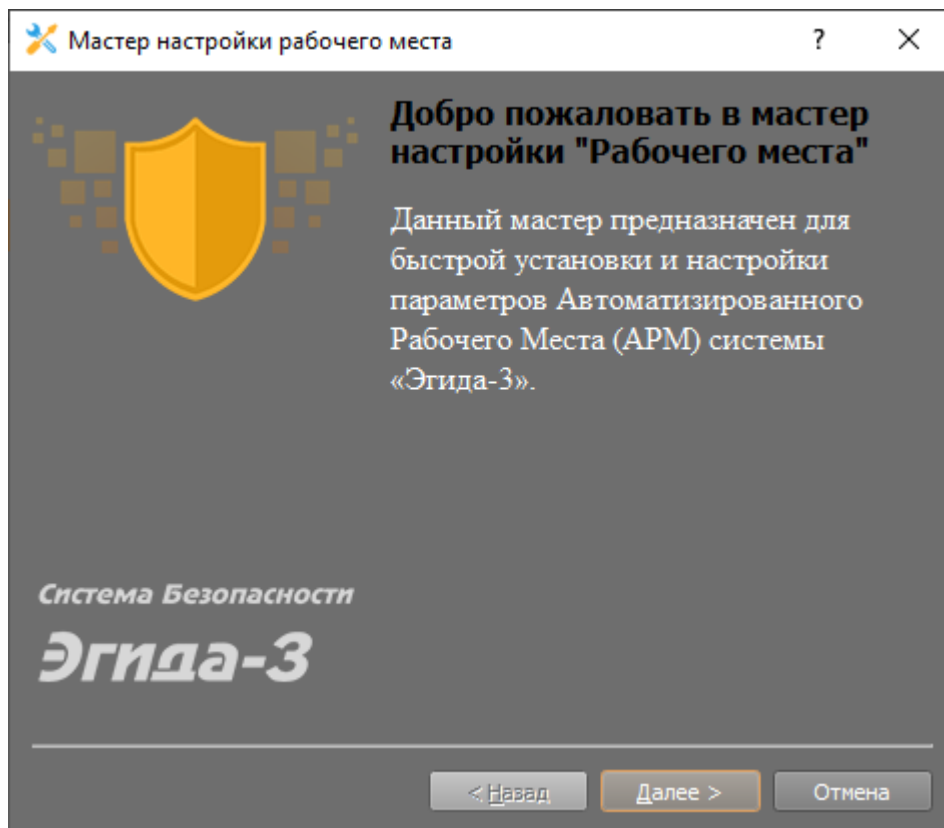 Мастер настройки рабочего места
?
Добро пожаловать в мастер
настройки "Рабочего места"
Данный мастер предназначен для
быстрой установки и настройки
параметров Автоматизированного
Рабочего Места (АРМ) системы
«Эгида-3».
Система Безопасности
Эгида-3
< Назад
Далее >
Отмена